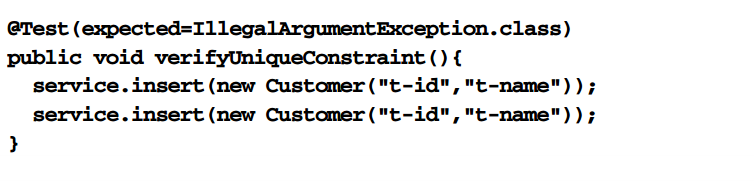 @Test(expected=IllegalArgumentException.class)
public void verifyUniqueConstraint(){
  service.insert(new Customer("t-id","t-name"));
  service.insert(new Customer("t-id","t-name"));
}